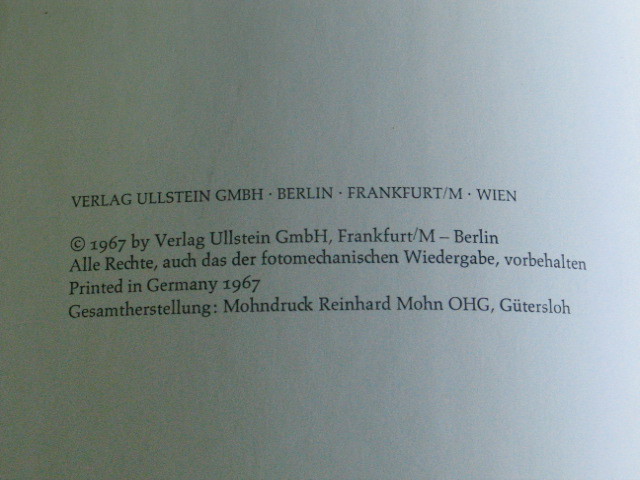 VERLAG ULLSTEIN GMBH · BERLIN · FRANKFURT/M · WIEN
© 1967 by Verlag Ullstein GmbH, Frankfurt/M – Berlin
Alle Rechte, auch das der fotomechanischen Wiedergabe, vorbehalten
Printed in Germany 1967
Gesamtherstellung: Mohndruck Reinhard Mohn OHG, Gütersloh